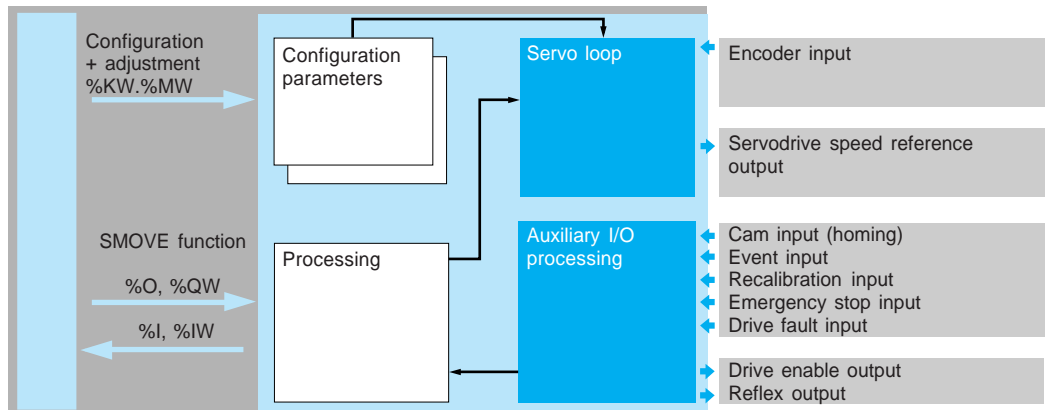 Configuration
+ adjustment
%KW.%MW
Configuration
parameters
Servo loop
Encoder input
Servodrive speed reference
output
SMOVE function
%O, %QW
%I, %IW
Processing
Auxiliary I/O
processing
Cam input (homing)
Event input
Recalibration input
Emergency stop input
Drive fault input
Drive enable output
Reflex output